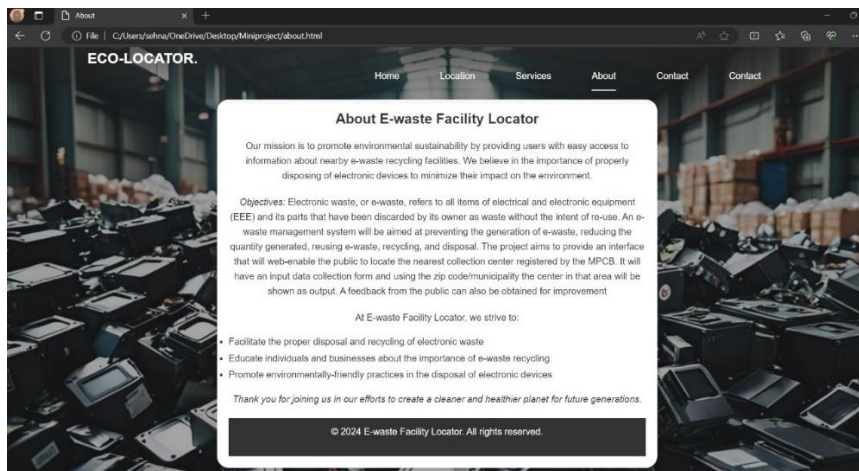 About
File | C:/Users/sehna/OneDrive/Desktop/Miniproject/about.html
ECO-LOCATOR.
Home Location Services About Contact Contact
About E-waste Facility Locator
Our mission is to promote environmental sustainability by providing users with easy access to
information about nearby e-waste recycling facilities. We believe in the importance of properly
disposing of electronic devices to minimize their impact on the environment.
Objectives: Electronic waste, or e-waste, refers to all items of electrical and electronic equipment
(EEE) and its parts that have been discarded by its owner as waste without the intent of re-use. An e-
waste management system will be aimed at preventing the generation of e-waste, reducing the
quantity generated, reusing e-waste, recycling, and disposal. The project aims to provide an interface
that will web-enable the public to locate the nearest collection center registered by the MPCB. It will
have an input data collection form and using the zip code/municipality the center in that area will be
shown as output. A feedback from the public can also be obtained for improvement
At E-waste Facility Locator, we strive to:
• Facilitate the proper disposal and recycling of electronic waste
• Educate individuals and businesses about the importance of e-waste recycling
• Promote environmentally-friendly practices in the disposal of electronic devices
Thank you for joining us in our efforts to create a cleaner and healthier planet for future generations.
© 2024 E-waste Facility Locator. All rights reserved.